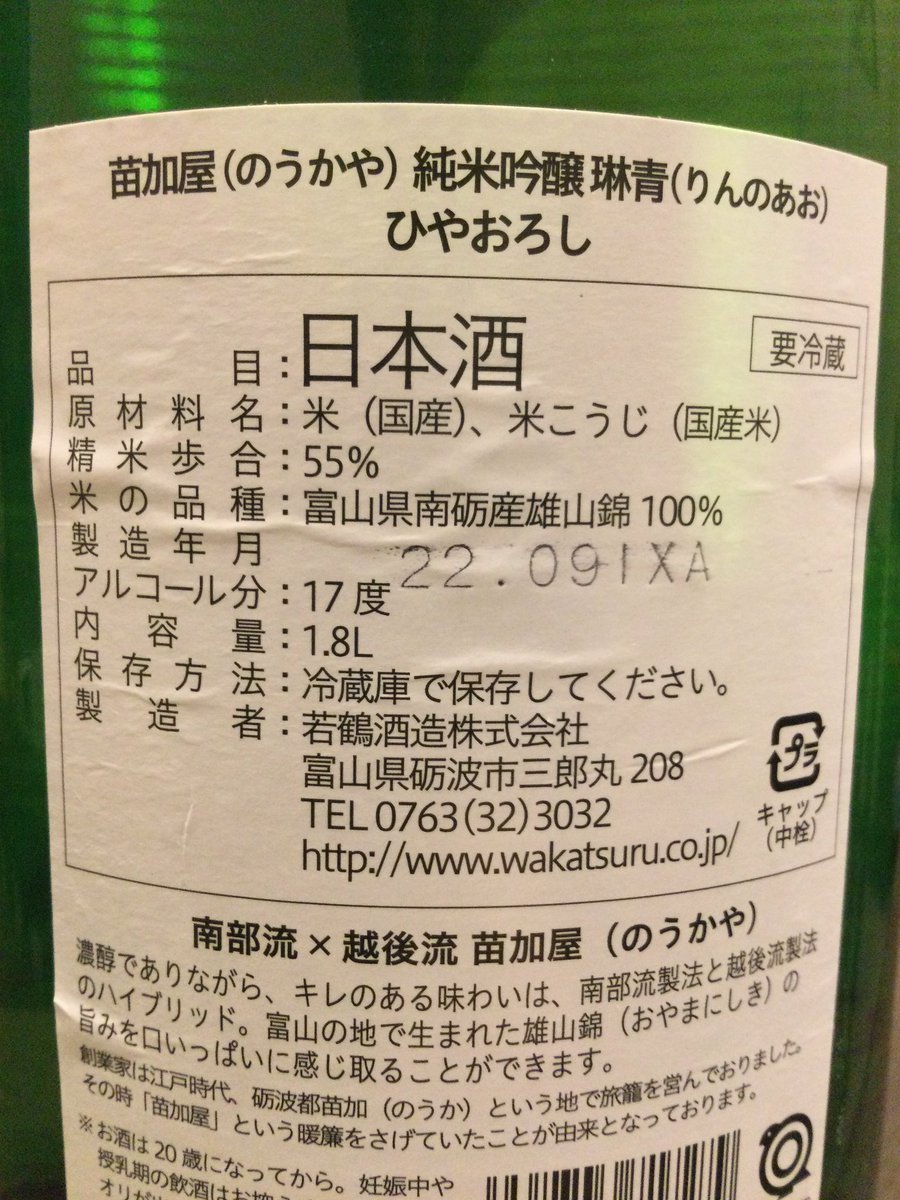 苗加屋(のうかや) 純米吟醸 琳青(りんのあお)
ひやおろし
要冷蔵
品目:日本酒
原材料名:米(国産)、米こうじ(国産米)
精米歩合:55%
米の品種:富山県南砺産雄山錦 100%
製造年月 22.091XA
アルコール分:17 度
内容量:1.8L
保存方法:冷蔵庫で保存してください。
製造者:若鶴酒造株式会社
富山県砺波市三郎丸 208
TEL 0763(32)3032
http://www.wakatsuru.co.jp/
プラ
キャップ
(中栓)
南部流×越後流 苗加屋(のうかや)
濃醇でありながら、キレのある味わいは、南部流製法と越後流製法
のハイブリッド。富山の地で生まれた雄山錦(おやまにしき)の
旨みを口いっぱいに感じ取ることができます。
創業家は江戸時代、砺波都苗加(のうか)という地で旅籠を営んでおりました。
その時「苗加屋」という暖簾をさげていたことが由来となっております。
※お酒は 20 歳になってから。妊娠中や
授乳期の飲酒はお控え
オリが